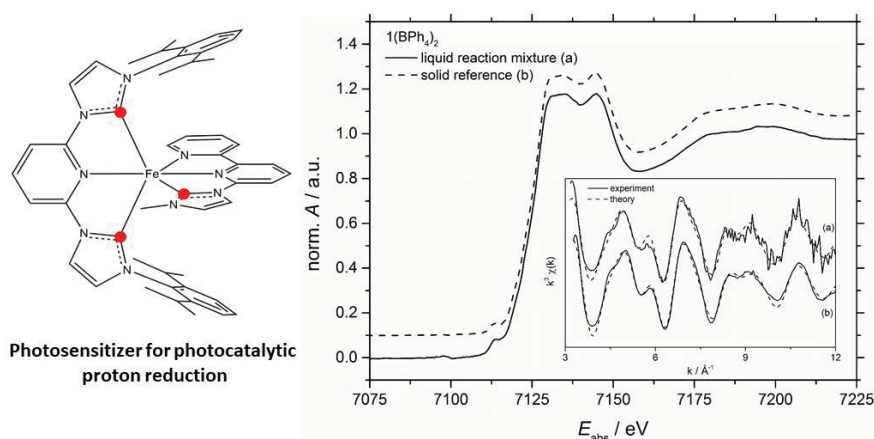 N
N
N
N
N
N
N
N
N
Fe
Photosensitizer for photocatalytic
proton reduction
1(BPh₄)₂
liquid reaction mixture (a)
solid reference (b)
norm. A / a.u.
1.4
1.2
1.0
0.8
0.6
0.4
0.2
0.0
7075 7100 7125 7150 7175 7200 7225
E_abs / eV
experiment
theory
(a)
(b)
k³ χ(k)
3 6 9 12
k / Å⁻¹